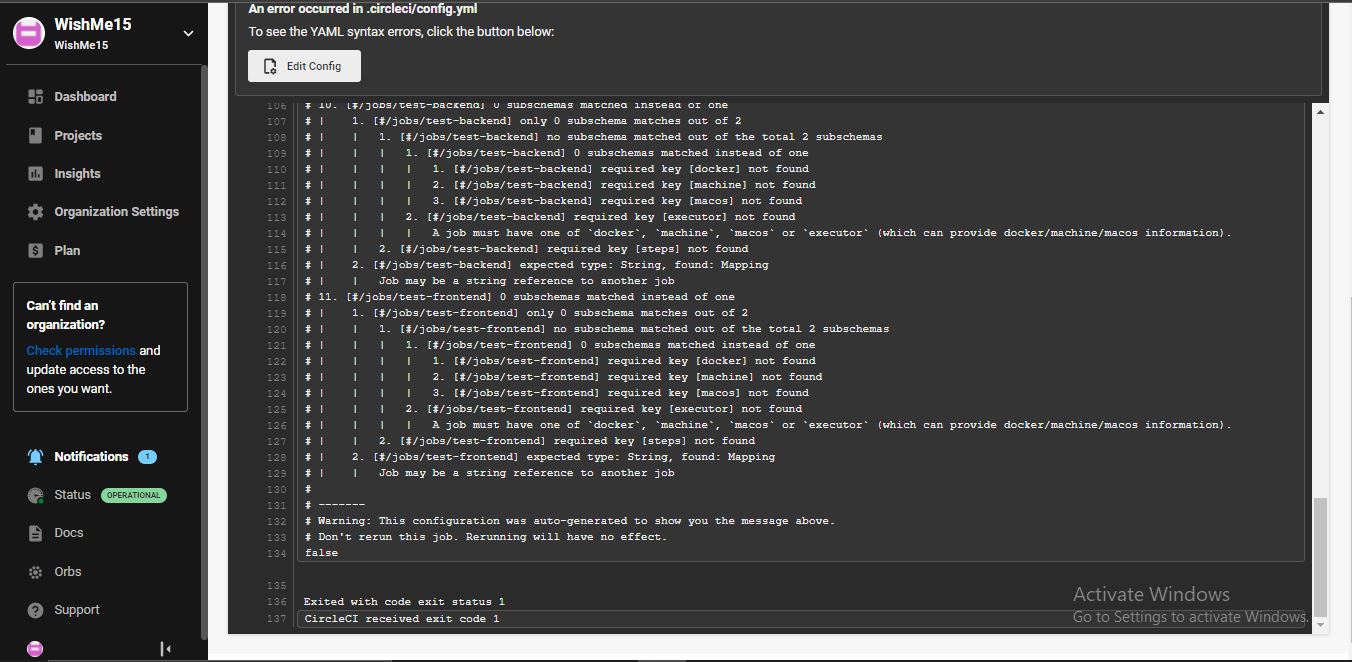 WishMe15
WishMe15
Dashboard
Projects
Insights
Organization Settings
Plan
Can't find an
organization?
Check permissions and
update access to the
ones you want.
Notifications 1
Status OPERATIONAL
Docs
Orbs
Support
An error occurred in .circleci/config.yml
To see the YAML syntax errors, click the button below:
Edit Config
106 # 10. [#/jobs/test-backend] 0 subschemas matched instead of one
107 # |    1. [#/jobs/test-backend] only 0 subschema matches out of 2
108 # |    |   1. [#/jobs/test-backend] no subschema matched out of the total 2 subschemas
109 # |    |   |   1. [#/jobs/test-backend] 0 subschemas matched instead of one
110 # |    |   |   |   1. [#/jobs/test-backend] required key [docker] not found
111 # |    |   |   |   2. [#/jobs/test-backend] required key [machine] not found
112 # |    |   |   |   3. [#/jobs/test-backend] required key [macos] not found
113 # |    |   |   2. [#/jobs/test-backend] required key [executor] not found
114 # |    |   |   |   A job must have one of `docker`, `machine`, `macos` or `executor` (which can provide docker/machine/macos information).
115 # |    |   2. [#/jobs/test-backend] required key [steps] not found
116 # |    2. [#/jobs/test-backend] expected type: String, found: Mapping
117 # |    |   Job may be a string reference to another job
118 # 11. [#/jobs/test-frontend] 0 subschemas matched instead of one
119 # |    1. [#/jobs/test-frontend] only 0 subschema matches out of 2
120 # |    |   1. [#/jobs/test-frontend] no subschema matched out of the total 2 subschemas
121 # |    |   |   1. [#/jobs/test-frontend] 0 subschemas matched instead of one
122 # |    |   |   |   1. [#/jobs/test-frontend] required key [docker] not found
123 # |    |   |   |   2. [#/jobs/test-frontend] required key [machine] not found
124 # |    |   |   |   3. [#/jobs/test-frontend] required key [macos] not found
125 # |    |   |   2. [#/jobs/test-frontend] required key [executor] not found
126 # |    |   |   |   A job must have one of `docker`, `machine`, `macos` or `executor` (which can provide docker/machine/macos information).
127 # |    |   2. [#/jobs/test-frontend] required key [steps] not found
128 # |    2. [#/jobs/test-frontend] expected type: String, found: Mapping
129 # |    |   Job may be a string reference to another job
130 #
131 # -------
132 # Warning: This configuration was auto-generated to show you the message above.
133 # Don't rerun this job. Rerunning will have no effect.
134 false
135
136 Exited with code exit status 1
137 CircleCI received exit code 1
Activate Windows
Go to Settings to activate Windows.